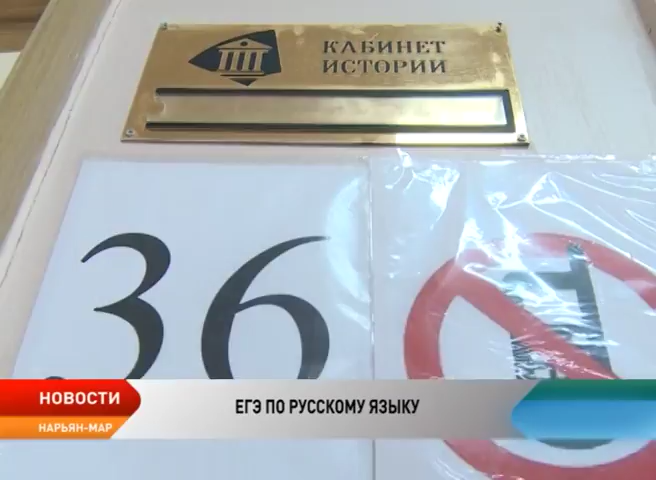 КАБИНЕТ
ИСТОРИИ
36
НОВОСТИ
ЕГЭ ПО РУССКОМУ ЯЗЫКУ
НАРЬЯН-МАР